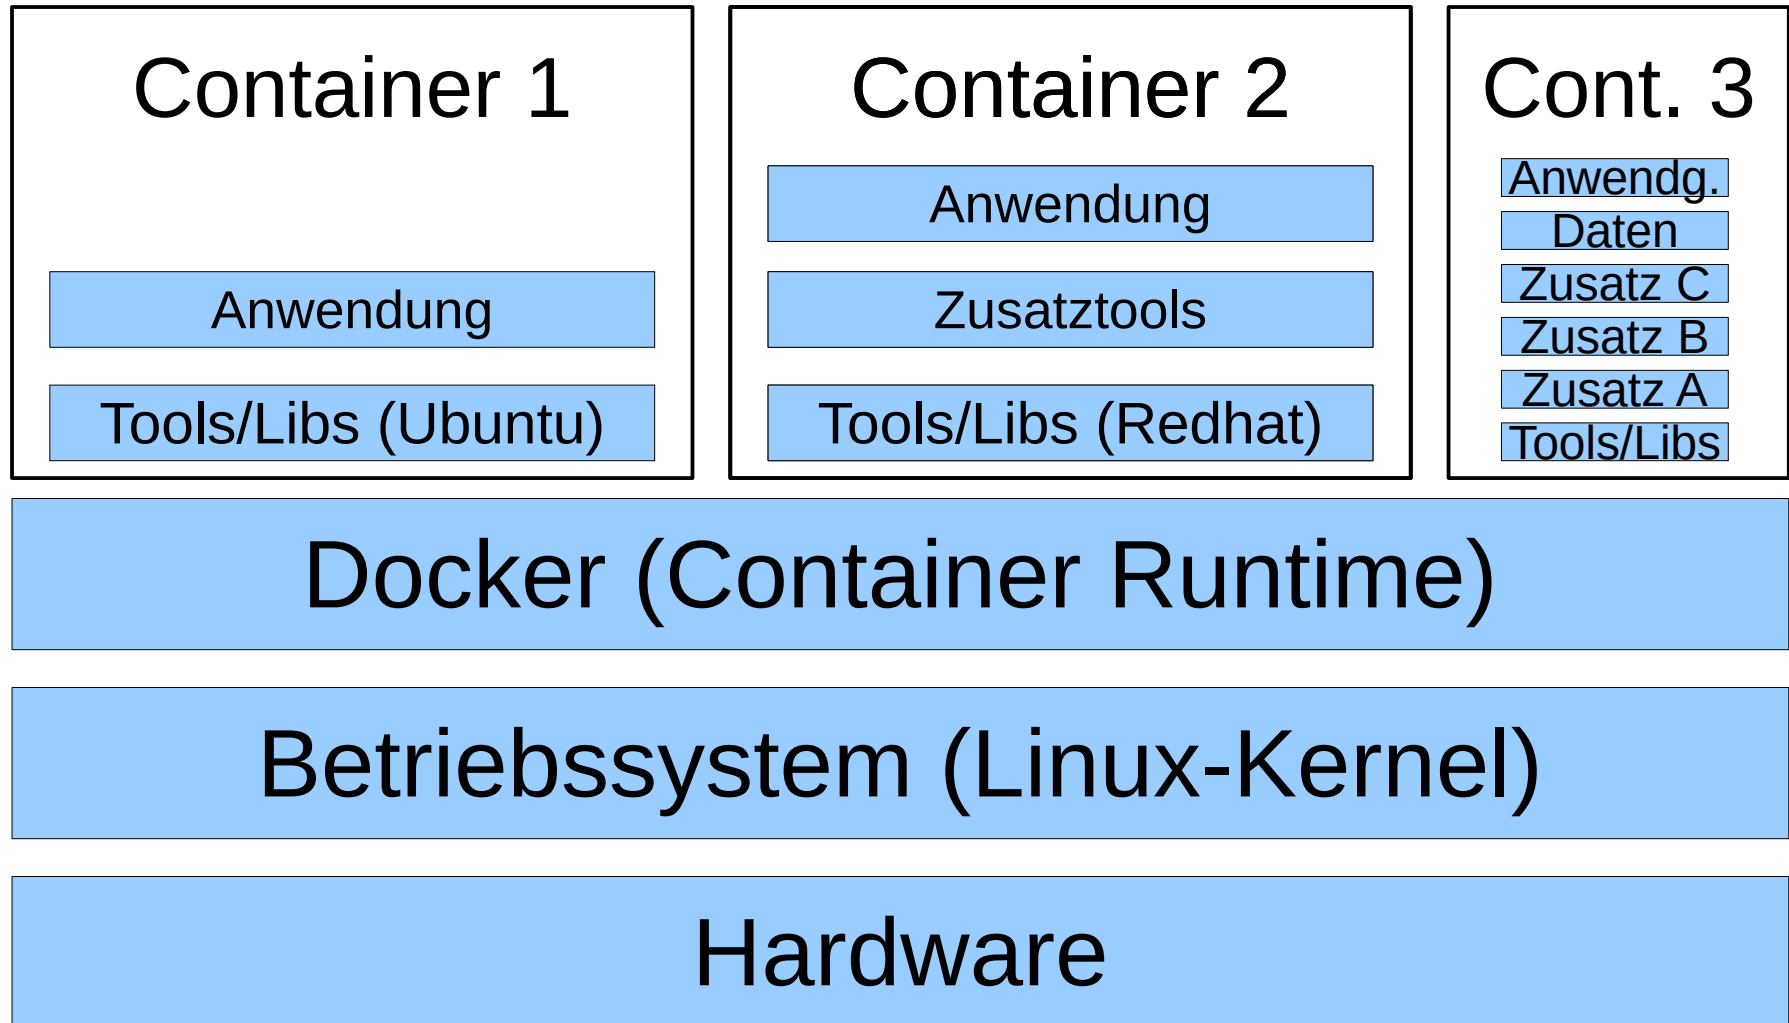 Container 1
Anwendung
Tools/Libs (Ubuntu)
Container 2
Anwendung
Zusatztools
Tools/Libs (Redhat)
Cont. 3
Anwendg.
Daten
Zusatz C
Zusatz B
Zusatz A
Tools/Libs
Docker (Container Runtime)
Betriebssystem (Linux-Kernel)
Hardware